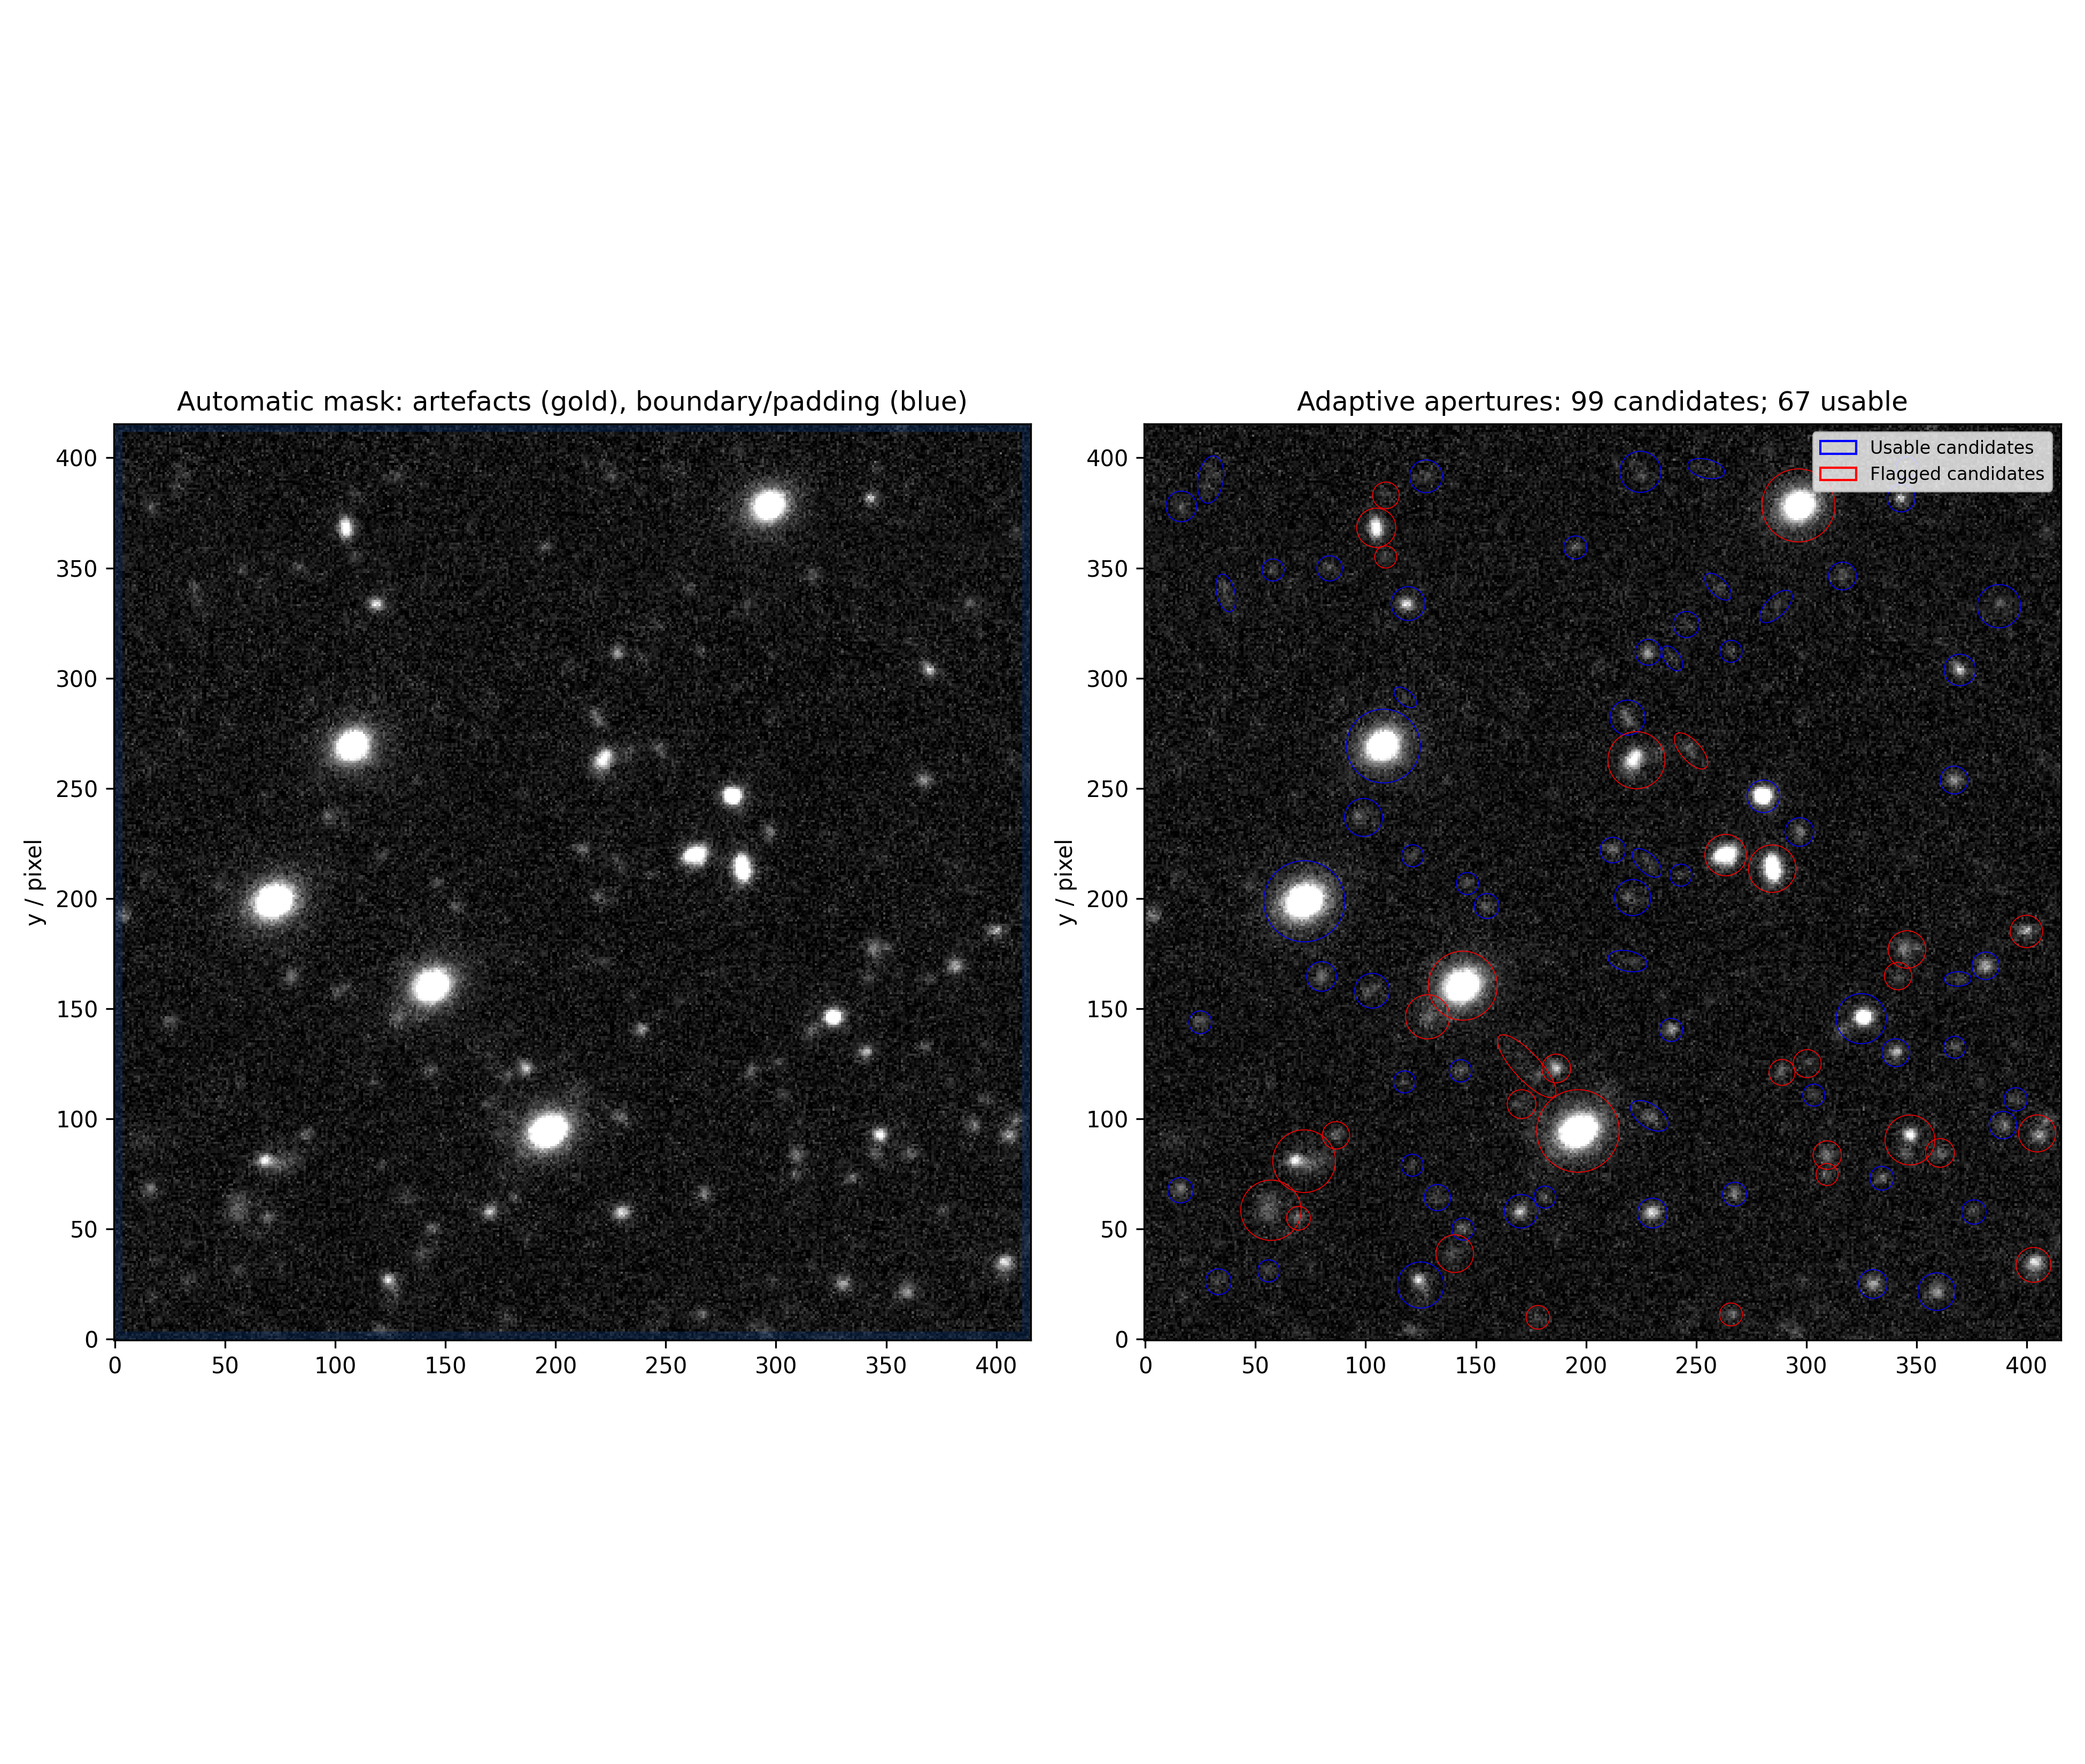 Automatic mask: artefacts (gold), boundary/padding (blue)
400
350
300
250
200
150
100
50
0
y / pixel
0 50 100 150 200 250 300 350 400
Adaptive apertures: 99 candidates; 67 usable
Usable candidates
Flagged candidates
400
350
300
250
200
150
100
50
0
y / pixel
0 50 100 150 200 250 300 350 400